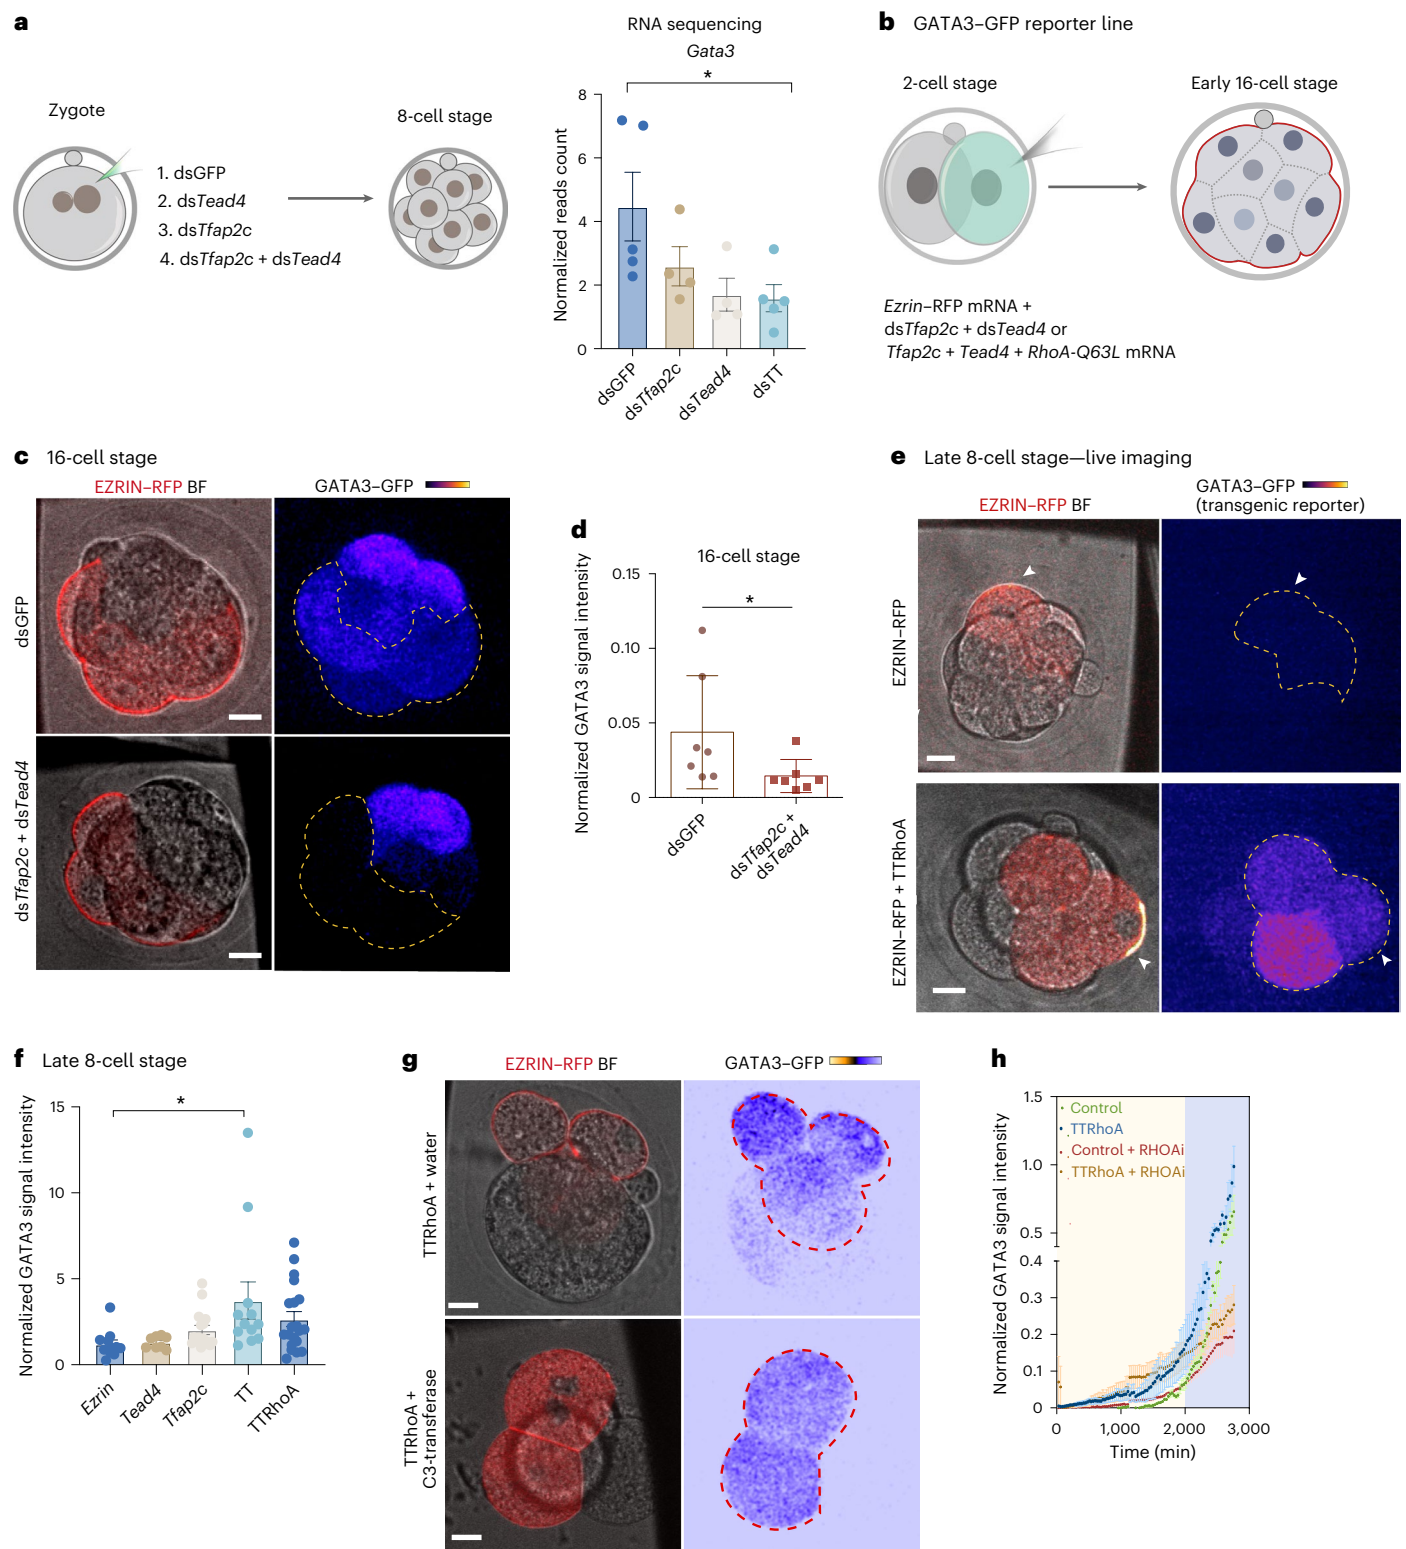 a
Zygote
1. dsGFP
2. dsTead4
3. dsTfap2c
4. dsTfap2c + dsTead4
8-cell stage
RNA sequencing
Gata3
*
Normalized reads count
8
6
4
2
0
dsGFP
dsTfap2c
dsTead4
dsTT
b GATA3–GFP reporter line
2-cell stage
Early 16-cell stage
Ezrin–RFP mRNA +
dsTfap2c + dsTead4 or
Tfap2c + Tead4 + RhoA-Q63L mRNA
c 16-cell stage
EZRIN–RFP BF
GATA3–GFP
dsGFP
dsTfap2c + dsTead4
d
16-cell stage
*
Normalized GATA3 signal intensity
0.15
0.10
0.05
0
dsGFP
dsTfap2c +
dsTead4
e Late 8-cell stage—live imaging
EZRIN–RFP BF
GATA3–GFP
(transgenic reporter)
EZRIN–RFP
EZRIN–RFP + TTRhoA
f Late 8-cell stage
*
Normalized GATA3 signal intensity
15
10
5
0
Ezrin
Tead4
Tfap2c
TT
TTRhoA
g
EZRIN–RFP BF
GATA3–GFP
TTRhoA + water
TTRhoA +
C3-transferase
h
Normalized GATA3 signal intensity
1.5
1.0
0.5
0.4
0.3
0.2
0.1
0
Control
TTRhoA
Control + RHOAi
TTRhoA + RHOAi
0
1,000
2,000
3,000
Time (min)